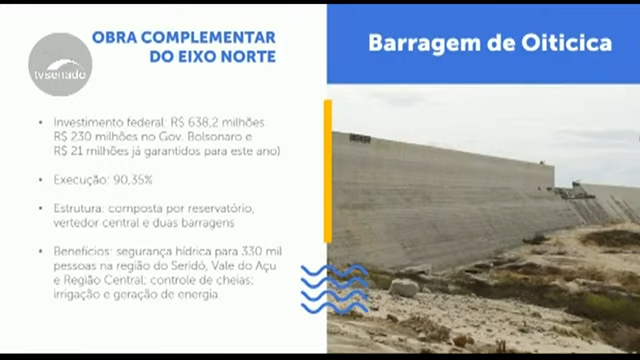 OBRA COMPLEMENTAR
DO EIXO NORTE
tvsenado
Barragem de Oiticica
• Investimento federal: R$ 638,2 milhões
R$ 230 milhões no Gov. Bolsonaro e
R$ 21 milhões já garantidos para este ano)
• Execução: 90,35%
• Estrutura: composta por reservatório,
vertedor central e duas barragens
• Benefícios: segurança hídrica para 330 mil
pessoas na região do Seridó, Vale do Açu
e Região Central; controle de cheias;
irrigação e geração de energia.